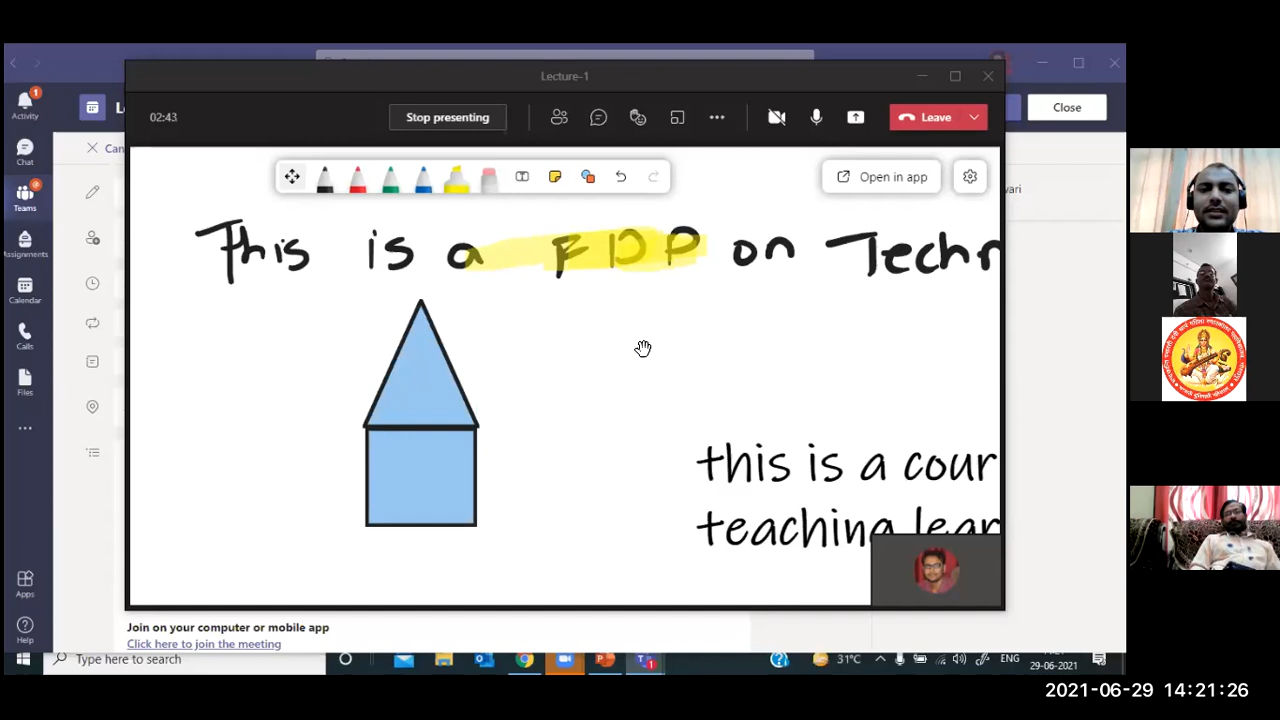 Lecture-1
Activity
Chat
Teams
Assignments
Calendar
Calls
Files
Apps
Help
Close
02:43
Stop presenting
Leave
Open in app
This is a FDP on Techn
this is a cour
teaching lear
Join on your computer or mobile app
Click here to join the meeting
Type here to search
31°C
ENG
29-06-2021
2021-06-29 14:21:26